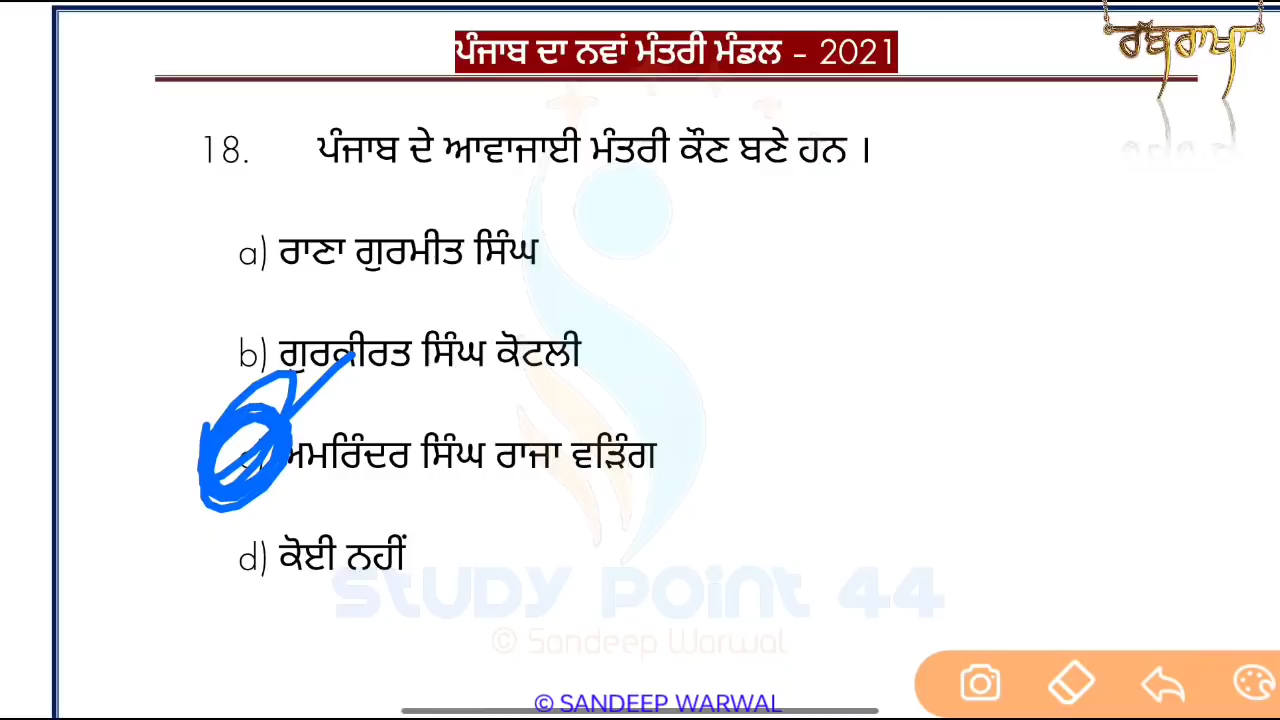 ਪੰਜਾਬ ਦਾ ਨਵਾਂ ਮੰਤਰੀ ਮੰਡਲ – 2021
ਰੱਬ ਰਾਖਾ
18. ਪੰਜਾਬ ਦੇ ਆਵਾਜਾਈ ਮੰਤਰੀ ਕੌਣ ਬਣੇ ਹਨ ।
a) ਰਾਣਾ ਗੁਰਮੀਤ ਸਿੰਘ
b) ਗੁਰਕੀਰਤ ਸਿੰਘ ਕੋਟਲੀ
ਅਮਰਿੰਦਰ ਸਿੰਘ ਰਾਜਾ ਵੜਿੰਗ
d) ਕੋਈ ਨਹੀਂ
STUDY POINT 44
© Sandeep Warwal
© SANDEEP WARWAL